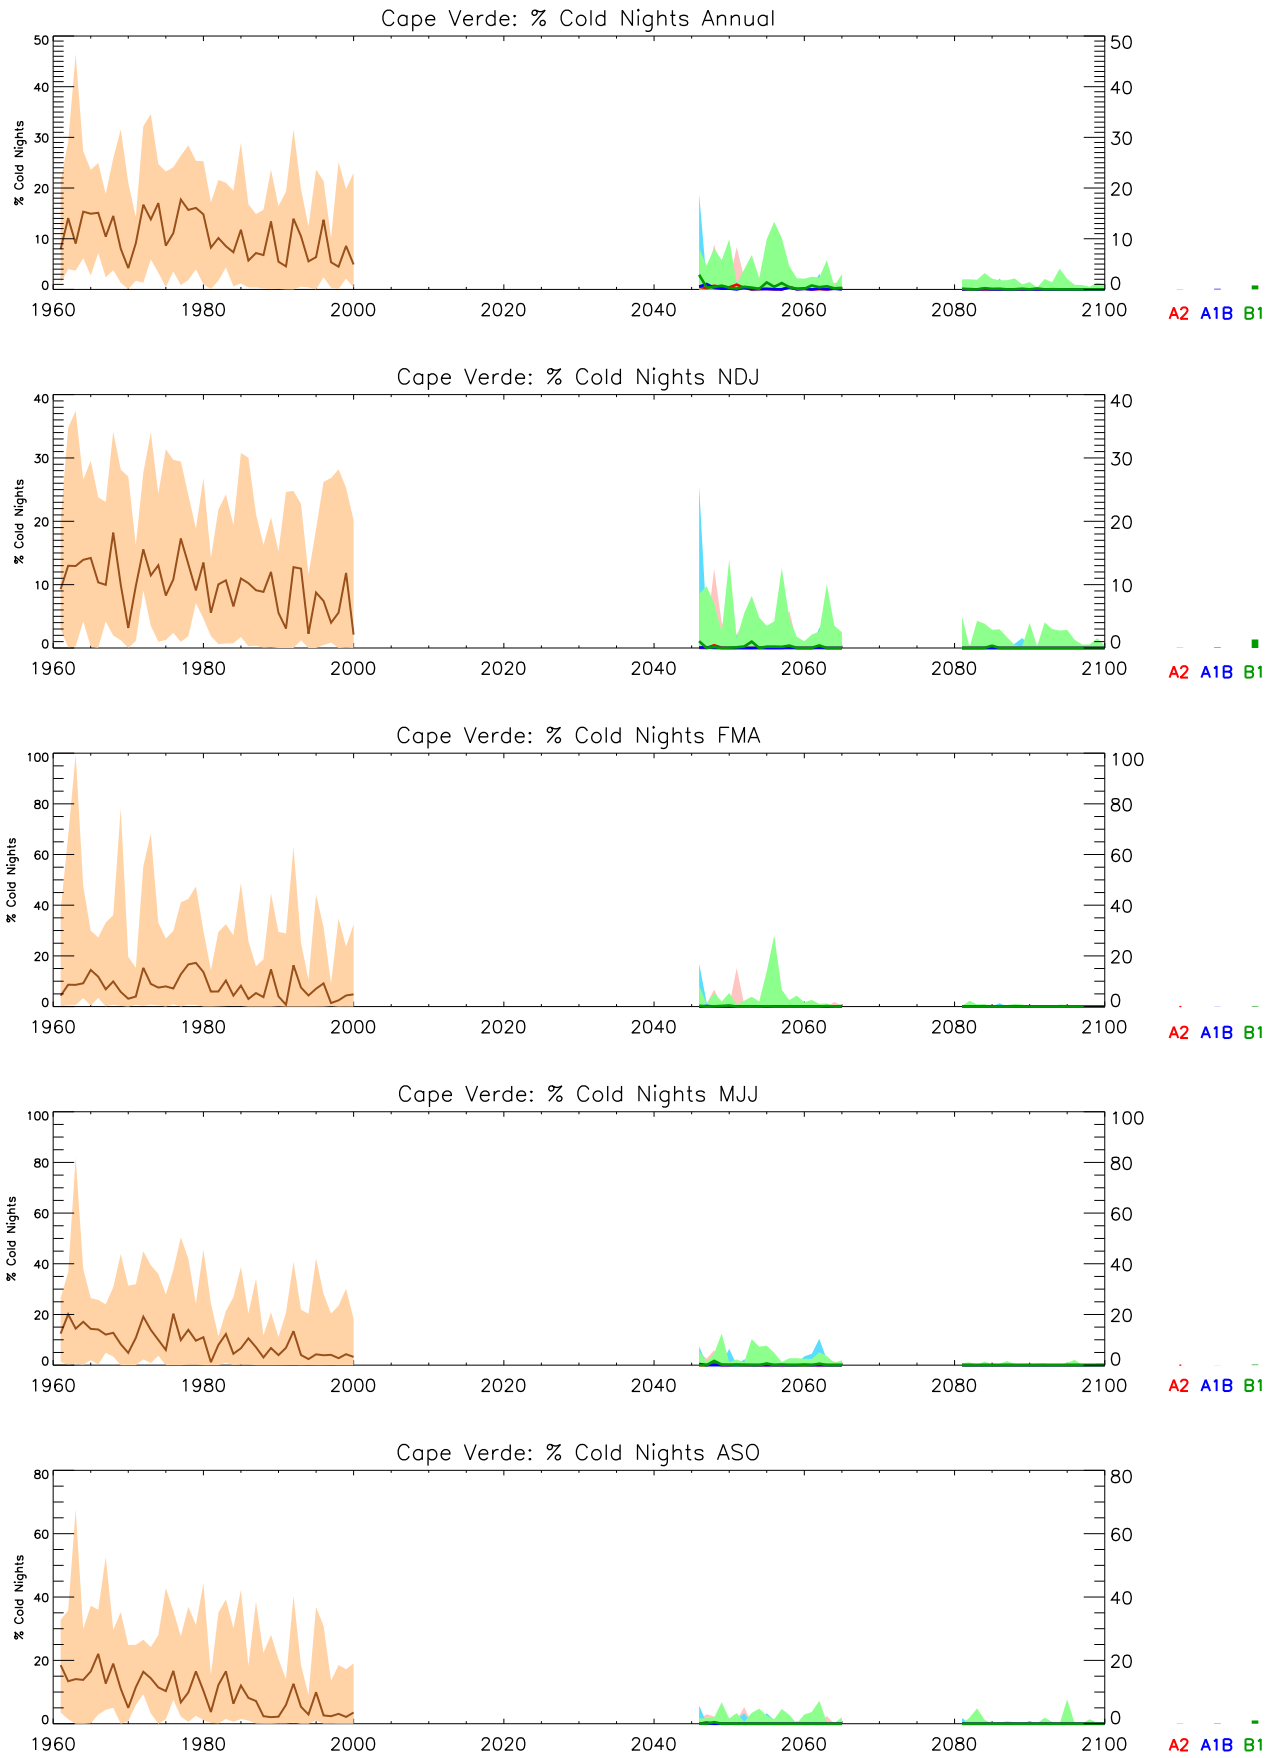 Cape Verde: % Cold Nights Annual
50 50
40 40
30 30
20 20
10 10
0 0
% Cold Nights
1960 1980 2000 2020 2040 2060 2080 2100
A2 A1B B1
Cape Verde: % Cold Nights NDJ
40 40
30 30
20 20
10 10
0 0
% Cold Nights
1960 1980 2000 2020 2040 2060 2080 2100
A2 A1B B1
Cape Verde: % Cold Nights FMA
100 100
80 80
60 60
40 40
20 20
0 0
% Cold Nights
1960 1980 2000 2020 2040 2060 2080 2100
A2 A1B B1
Cape Verde: % Cold Nights MJJ
100 100
80 80
60 60
40 40
20 20
0 0
% Cold Nights
1960 1980 2000 2020 2040 2060 2080 2100
A2 A1B B1
Cape Verde: % Cold Nights ASO
80 80
60 60
40 40
20 20
0 0
% Cold Nights
1960 1980 2000 2020 2040 2060 2080 2100
A2 A1B B1